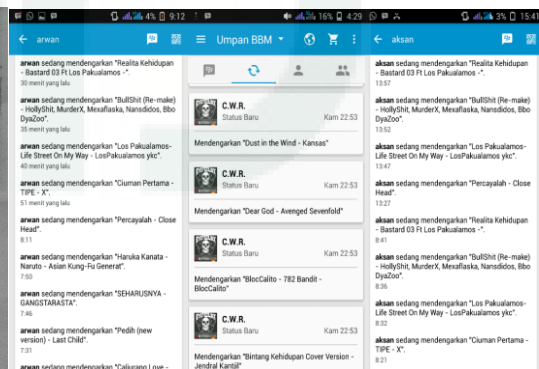 4% 9:12
arwan
arwan sedang mendengarkan "Realita Kehidupan
- Bastard 03 Ft Los Pakualamos -".
30 menit yang lalu
arwan sedang mendengarkan "BullShit (Re-make)
- HollyShit, MurderX, Mexaflaska, Nansdidos, Bbo
DyaZoo".
35 menit yang lalu
arwan sedang mendengarkan "Los Pakualamos-
Life Street On My Way - LosPakualamos ykc".
40 menit yang lalu
arwan sedang mendengarkan "Ciuman Pertama -
TIPE - X".
51 menit yang lalu
arwan sedang mendengarkan "Percayalah - Close
Head".
8:11
arwan sedang mendengarkan "Haruka Kanata -
Naruto - Asian Kung-Fu Generat".
7:50
arwan sedang mendengarkan "SEHARUSNYA -
GANGSTARASTA".
7:46
arwan sedang mendengarkan "Pedih (new
version) - Last Child".
7:31
arwan sedang mendengarkan "Caliurang Love -
16% 4:29
Umpan BBM
C.W.R.
Status Baru Kam 22:53
Mendengarkan "Dust in the Wind - Kansas"
C.W.R.
Status Baru Kam 22:53
Mendengarkan "Dear God - Avenged Sevenfold"
C.W.R.
Status Baru Kam 22:53
Mendengarkan "BlocCalito - 782 Bandit -
BlocCalito"
C.W.R.
Status Baru Kam 22:53
Mendengarkan "Bintang Kehidupan Cover Version -
Jendral Kantjil"
3% 15:41
aksan
aksan sedang mendengarkan "Realita Kehidupan
- Bastard 03 Ft Los Pakualamos -".
13:57
aksan sedang mendengarkan "BullShit (Re-make)
- HollyShit, MurderX, Mexaflaska, Nansdidos, Bbo
DyaZoo".
13:52
aksan sedang mendengarkan "Los Pakualamos-
Life Street On My Way - LosPakualamos ykc".
13:47
aksan sedang mendengarkan "Percayalah - Close
Head".
13:27
aksan sedang mendengarkan "Realita Kehidupan
- Bastard 03 Ft Los Pakualamos -".
8:41
aksan sedang mendengarkan "BullShit (Re-make)
- HollyShit, MurderX, Mexaflaska, Nansdidos, Bbo
DyaZoo".
8:36
aksan sedang mendengarkan "Los Pakualamos-
Life Street On My Way - LosPakualamos ykc".
8:32
aksan sedang mendengarkan "Ciuman Pertama -
TIPE - X".
8:21